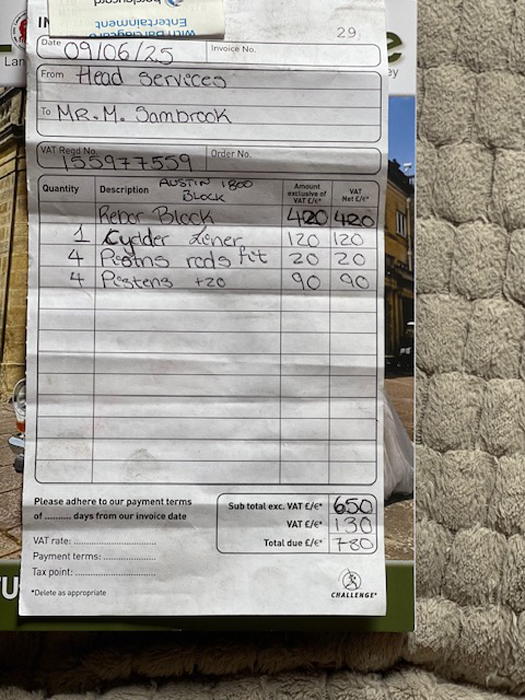 29
Date 09/06/25 Invoice No.
From Head Serveces
To MR.M. Sambrook
VAT Regd No. 155977559 Order No.
Quantity Description AUSTIN 1800 Block Amount exclusive of VAT £/€* VAT Net £/€*
Rebor Block 420 420
1 Cylder Liner 120 120
4 Pistns rods fit 20 20
4 Pistens +20 90 90
Please adhere to our payment terms
of .......... days from our invoice date
Sub total exc. VAT £/€* 650
VAT £/€* 130
Total due £/€* 780
VAT rate:
Payment terms:
Tax point:
*Delete as appropriate
CHALLENGE®